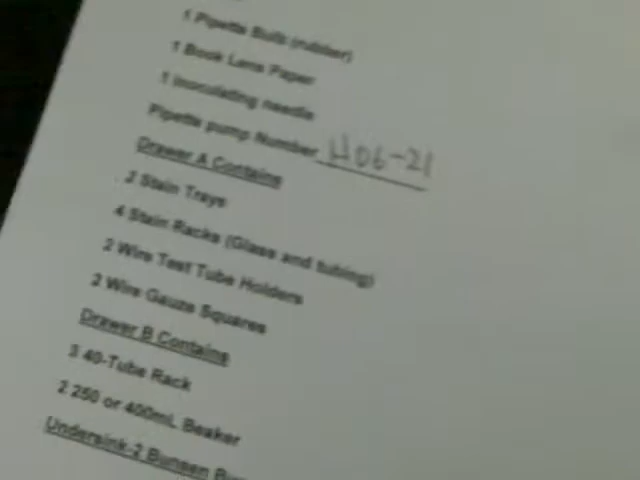 1 Pipette Bulb (rubber)
1 Book Lens Paper
1 inoculating needle
Pipette pump Number 406-21
Drawer A Contains
2 Stain Trays
4 Stain Racks (Glass and tubing)
2 Wire Test Tube Holders
2 Wire Gauze Squares
Drawer B Contains
3 40-Tube Rack
2 250 or 400mL Beaker
Undersink-2 Bunsen